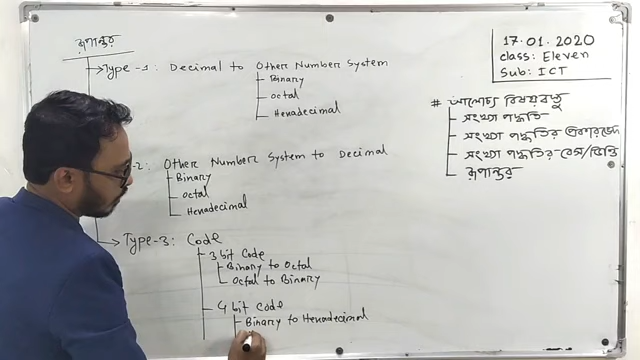 রূপান্তর
Type-1: Decimal to Other Number System
Binary
Octal
Hexadecimal
-2: Other Number System to Decimal
Binary
Octal
Hexadecimal
Type-3: Code
3 bit Code
Binary to Octal
Octal to Binary
4 bit Code
Binary to Hexadecimal
17.01.2020
Class: Eleven
Sub: ICT
# আলোচ্য বিষয়বস্তু
সংখ্যা পদ্ধতি
সংখ্যা পদ্ধতির প্রকারভেদ
সংখ্যা পদ্ধতির বেস/ভিত্তি
রূপান্তর